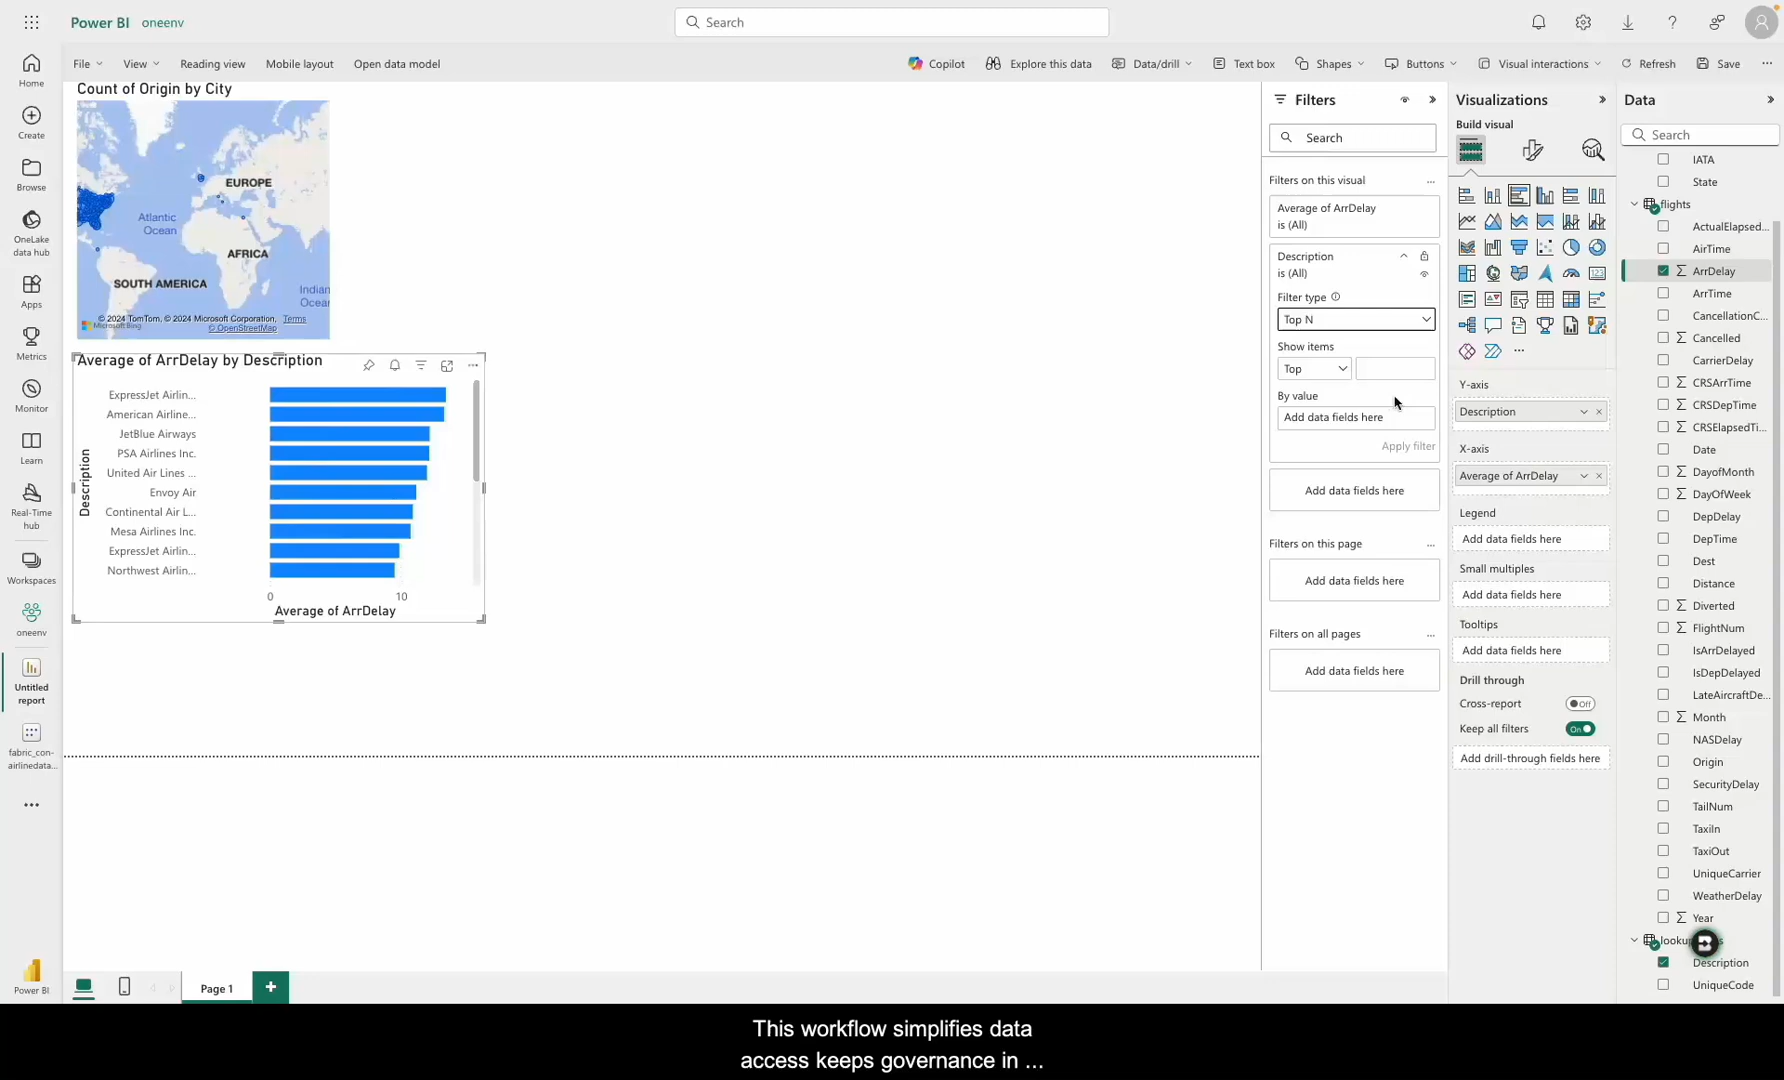 Power BI
oneenv
Search
File
View
Reading view
Mobile layout
Open data model
Copilot
Explore this data
Data/drill
Text box
Shapes
Buttons
Visual interactions
Refresh
Save
Home
Create
Browse
OneLake
data hub
Apps
Metrics
Monitor
Learn
Real-Time
hub
Workspaces
oneenv
Untitled
report
fabric_con-
airlinedata...
Power BI
Count of Origin by City
EUROPE
Atlantic
Ocean
AFRICA
SOUTH AMERICA
Indian
Ocean
© 2024 TomTom, © 2024 Microsoft Corporation, Terms
Microsoft Bing
© OpenStreetMap
Average of ArrDelay by Description
Description
ExpressJet Airlin...
American Airline...
JetBlue Airways
PSA Airlines Inc.
United Air Lines ...
Envoy Air
Continental Air L...
Mesa Airlines Inc.
ExpressJet Airlin...
Northwest Airlin...
0 10
Average of ArrDelay
Page 1
Filters
Search
Filters on this visual
Average of ArrDelay
is (All)
Description
is (All)
Filter type
Top N
Show items
Top
By value
Add data fields here
Apply filter
Add data fields here
Filters on this page
Add data fields here
Filters on all pages
Add data fields here
Visualizations
Build visual
123
Y-axis
Description
X-axis
Average of ArrDelay
Legend
Add data fields here
Small multiples
Add data fields here
Tooltips
Add data fields here
Drill through
Cross-report
Off
Keep all filters
On
Add drill-through fields here
Data
Search
IATA
State
flights
ActualElapsed...
AirTime
ArrDelay
ArrTime
CancellationC...
Cancelled
CarrierDelay
CRSArrTime
CRSDepTime
CRSElapsedTi...
Date
DayofMonth
DayOfWeek
DepDelay
DepTime
Dest
Distance
Diverted
FlightNum
IsArrDelayed
IsDepDelayed
LateAircraftDe...
Month
NASDelay
Origin
SecurityDelay
TailNum
TaxiIn
TaxiOut
UniqueCarrier
WeatherDelay
Year
Description
UniqueCode
This workflow simplifies data
access keeps governance in ...